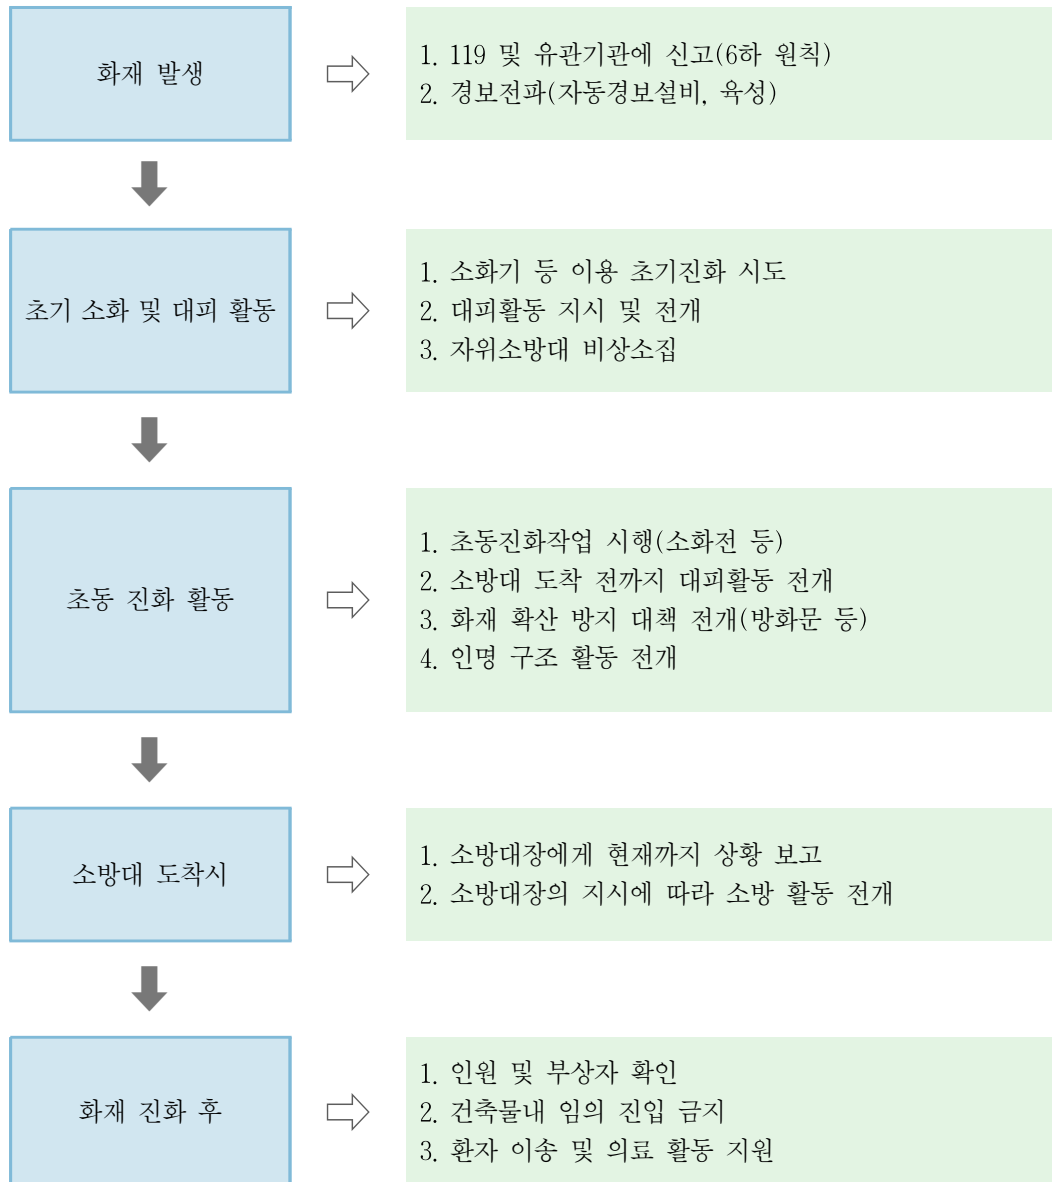 화재 발생
1. 119 및 유관기관에 신고(6하 원칙)
2. 경보전파(자동경보설비, 육성)
초기 소화 및 대피 활동
1. 소화기 등 이용 초기진화 시도
2. 대피활동 지시 및 전개
3. 자위소방대 비상소집
초동 진화 활동
1. 초동진화작업 시행(소화전 등)
2. 소방대 도착 전까지 대피활동 전개
3. 화재 확산 방지 대책 전개(방화문 등)
4. 인명 구조 활동 전개
소방대 도착시
1. 소방대장에게 현재까지 상황 보고
2. 소방대장의 지시에 따라 소방 활동 전개
화재 진화 후
1. 인원 및 부상자 확인
2. 건축물내 임의 진입 금지
3. 환자 이송 및 의료 활동 지원